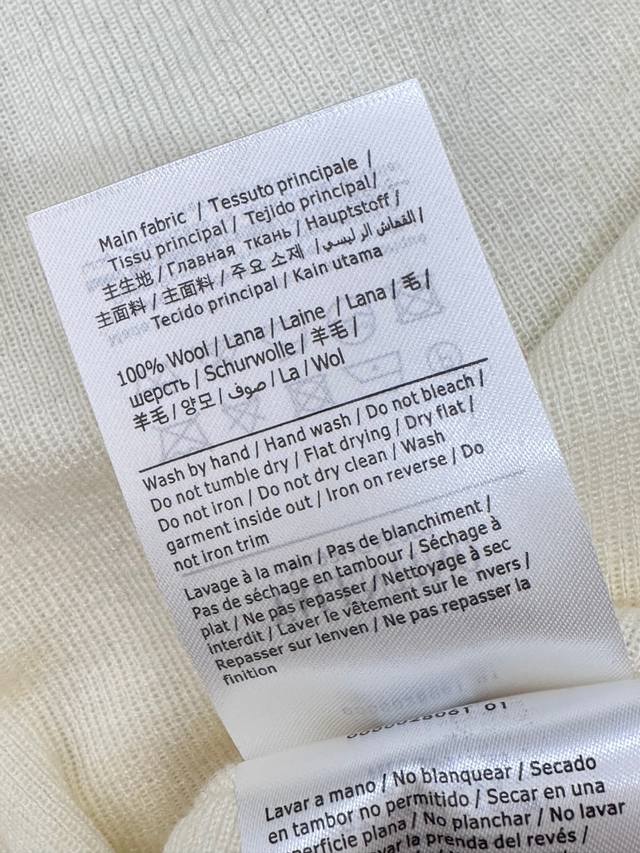 Main fabric / Tessuto principale /
Tissu principal / Tejido principal/
主生地 / Главная ткань / Hauptstoff /
主面料 / 主面料 / 주요 소재 / القماش الرئيسي /
Tecido principal / Kain utama
100% Wool / Lana / Laine / Lana / 毛 /
шерсть / Schurwolle / 羊毛 /
羊毛 / 양모 / صوف / La / Wol
Wash by hand / Hand wash / Do not bleach /
Do not tumble dry / Flat drying / Dry flat /
Do not iron / Do not dry clean / Wash
garment inside out / Iron on reverse / Do
not iron trim
Lavage à la main / Pas de blanchiment /
Pas de séchage en tambour / Séchage à
plat / Ne pas repasser / Nettoyage à sec
interdit / Laver le vêtement sur le nvers /
Repasser sur lenven / Ne pas repasser la
finition
01
Lavar a mano / No blanquear / Secado
en tambor no permitido / Secar en una
perficie plana / No planchar / No lavar
var la prenda del revés /